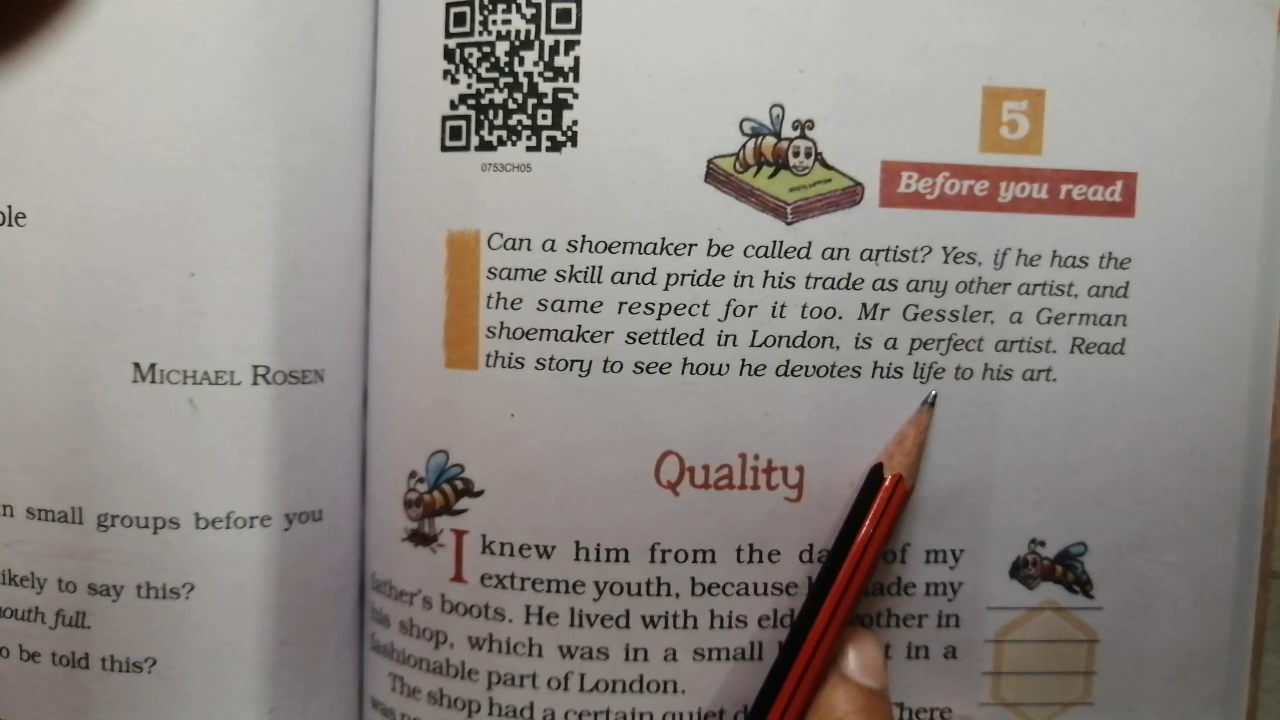 ple
MICHAEL ROSEN
n small groups before you
ikely to say this?
outh full.
o be told this?
0753CH05
5
Before you read
Can a shoemaker be called an artist? Yes, if he has the
same skill and pride in his trade as any other artist, and
the same respect for it too. Mr Gessler, a German
shoemaker settled in London, is a perfect artist. Read
this story to see how he devotes his life to his art.
Quality
I knew him from the da of my
extreme youth, because made my
father's boots. He lived with his elder brother in
his shop, which was in a small t in a
fashionable part of London.
The shop had a certain quiet d here